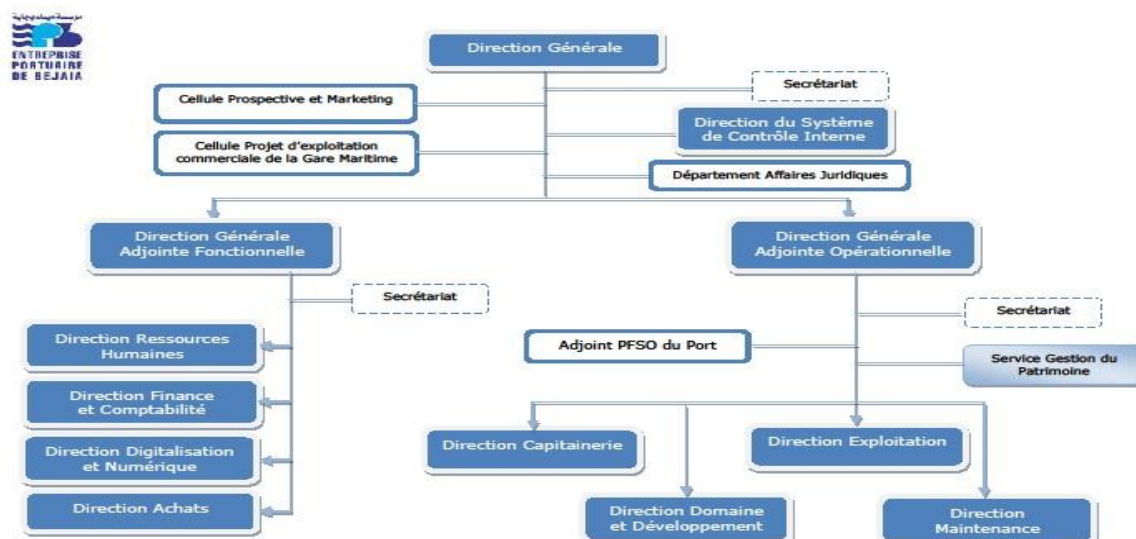 ENTREPRISE
PORTUAIRE
DE BEJAIA
Direction Générale
Secrétariat
Cellule Prospective et Marketing
Direction du Système
de Contrôle Interne
Cellule Projet d'exploitation
commerciale de la Gare Maritime
Département Affaires Juridiques
Direction Générale
Adjointe Fonctionnelle
Direction Générale
Adjointe Opérationnelle
Secrétariat
Secrétariat
Direction Ressources
Humaines
Adjoint PFSO du Port
Service Gestion du
Patrimoine
Direction Finance
et Comptabilité
Direction Capitainerie
Direction Exploitation
Direction Digitalisation
et Numérique
Direction Achats
Direction Domaine
et Développement
Direction
Maintenance